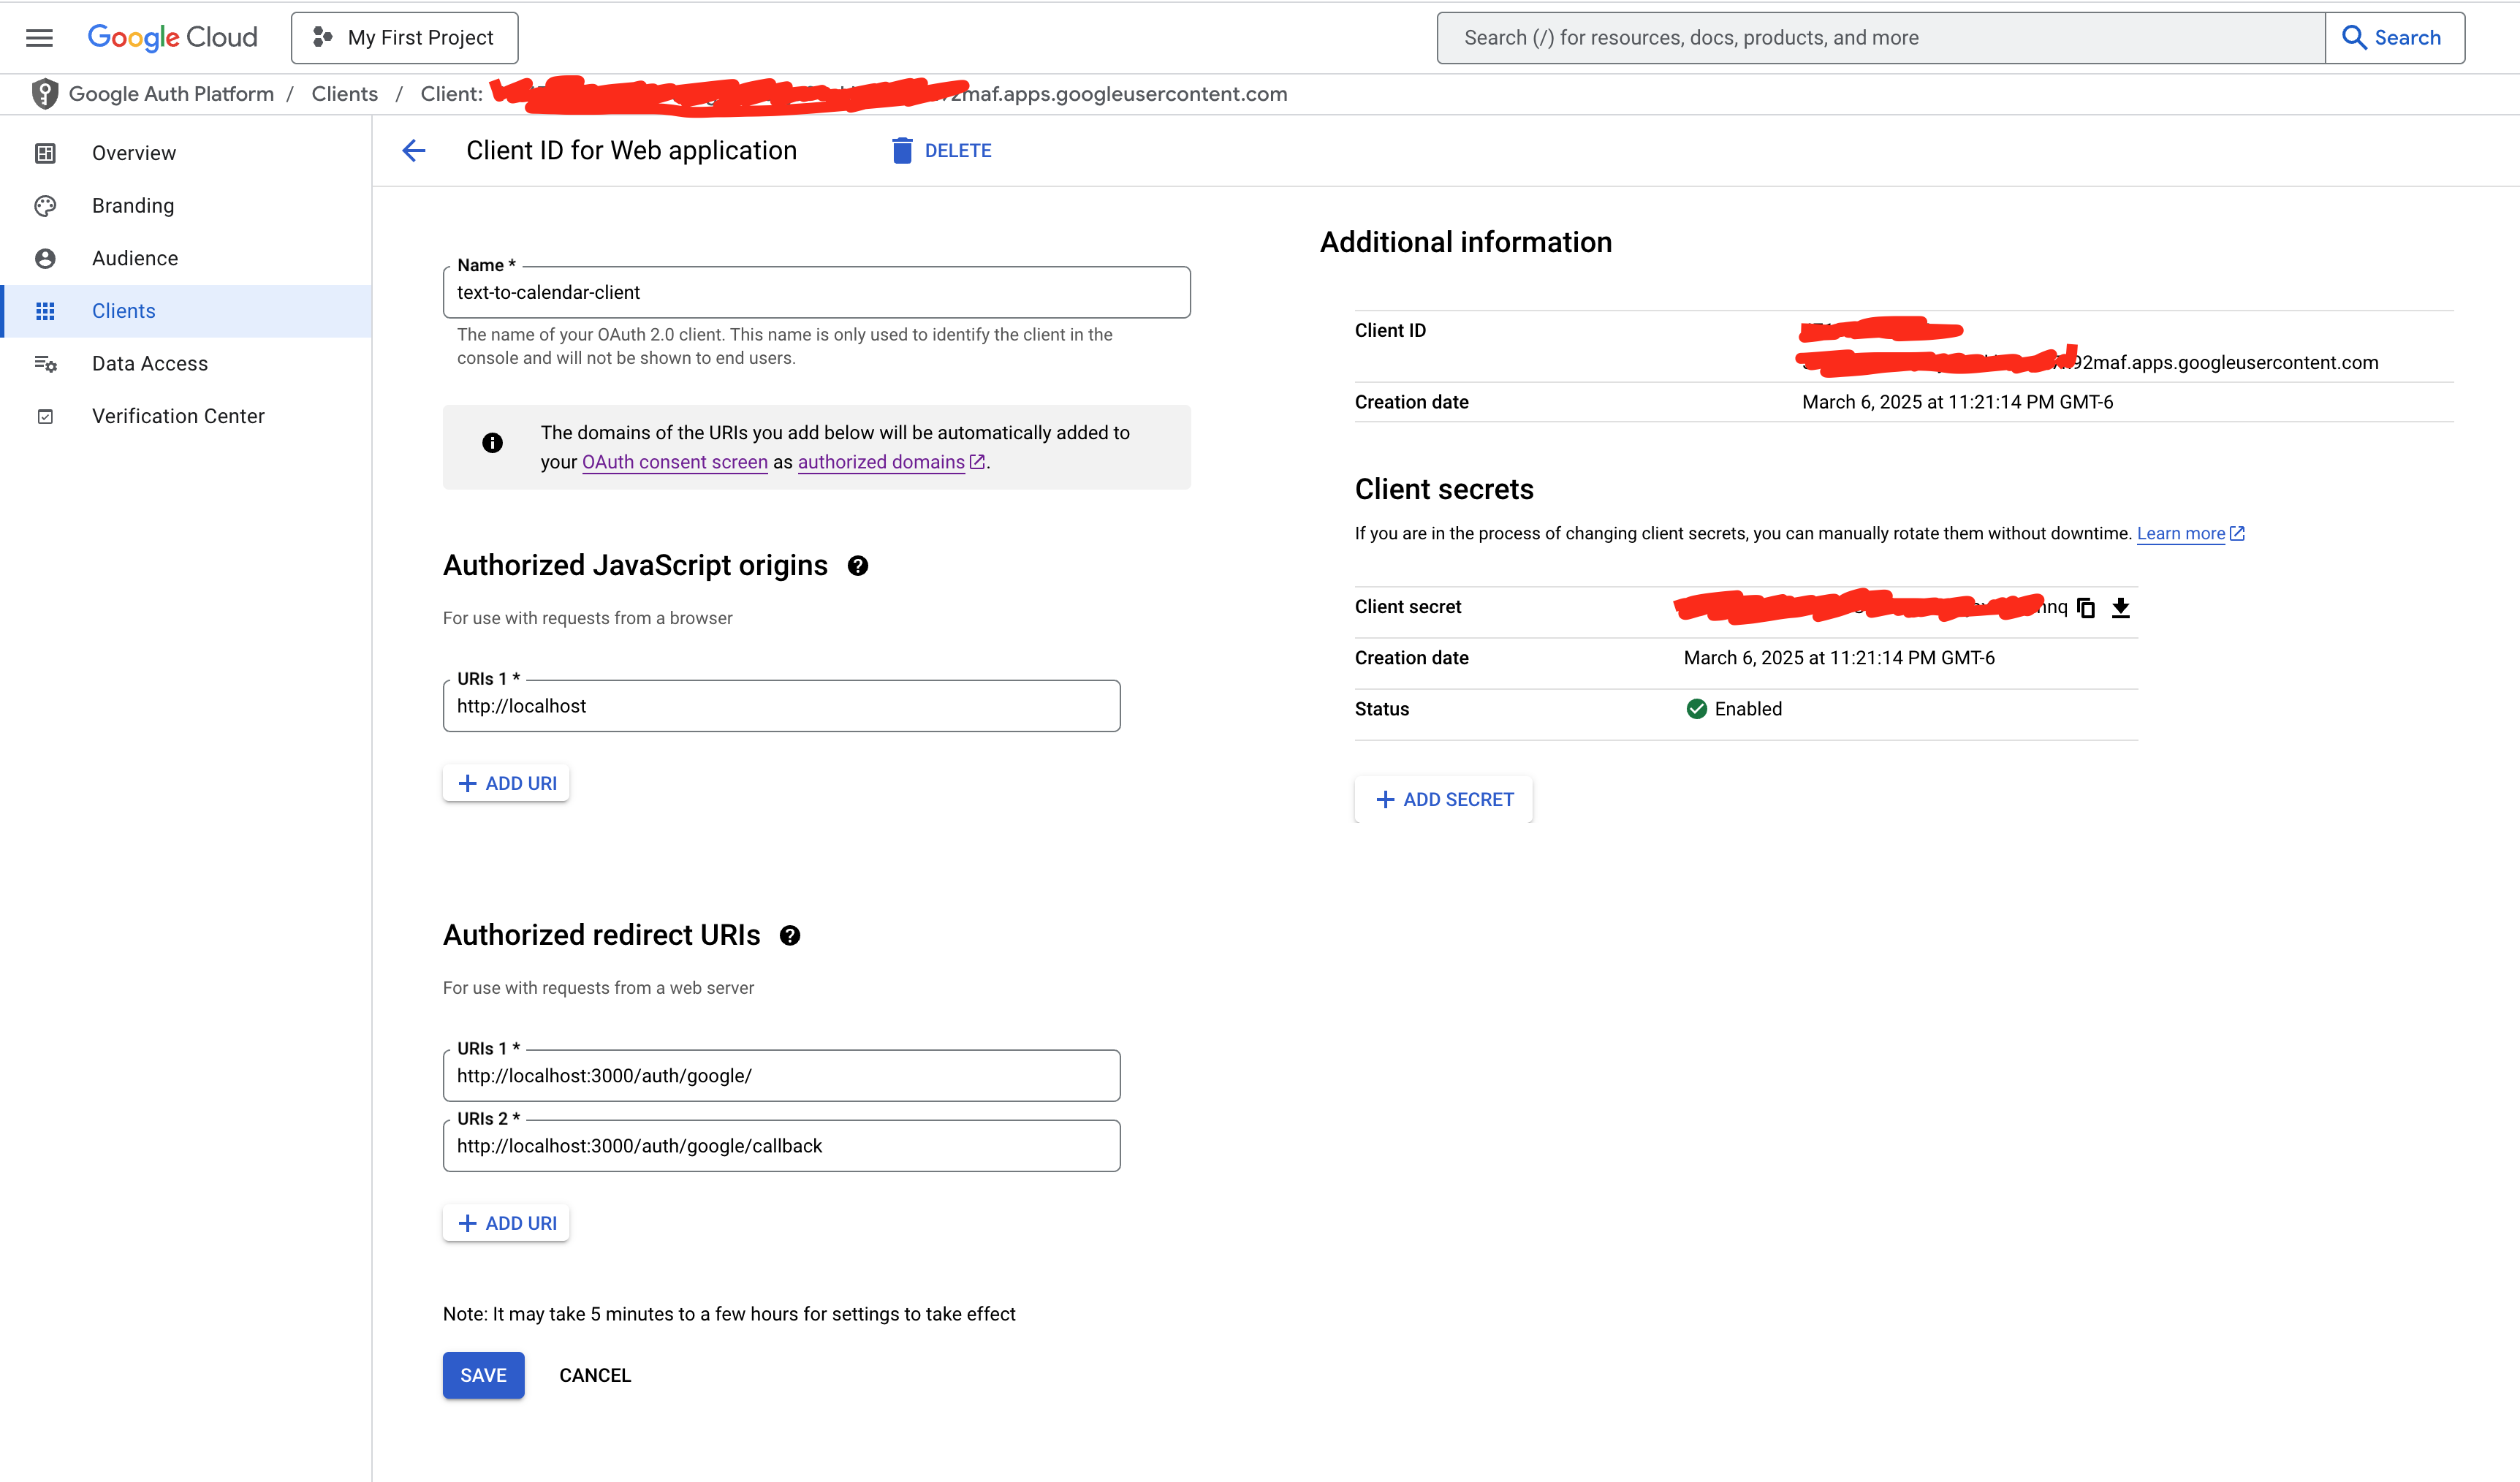 Google Cloud
My First Project
Search (/) for resources, docs, products, and more
Search
Google Auth Platform / Clients / Client: 2maf.apps.googleusercontent.com
Overview
Branding
Audience
Clients
Data Access
Verification Center
Client ID for Web application
DELETE
Name *
text-to-calendar-client
The name of your OAuth 2.0 client. This name is only used to identify the client in the
console and will not be shown to end users.
The domains of the URIs you add below will be automatically added to
your OAuth consent screen as authorized domains.
Authorized JavaScript origins
For use with requests from a browser
URIs 1 *
http://localhost
ADD URI
Authorized redirect URIs
For use with requests from a web server
URIs 1 *
http://localhost:3000/auth/google/
URIs 2 *
http://localhost:3000/auth/google/callback
ADD URI
Note: It may take 5 minutes to a few hours for settings to take effect
SAVE
CANCEL
Additional information
Client ID
92maf.apps.googleusercontent.com
Creation date
March 6, 2025 at 11:21:14 PM GMT-6
Client secrets
If you are in the process of changing client secrets, you can manually rotate them without downtime. Learn more
Client secret
Creation date
March 6, 2025 at 11:21:14 PM GMT-6
Status
Enabled
ADD SECRET